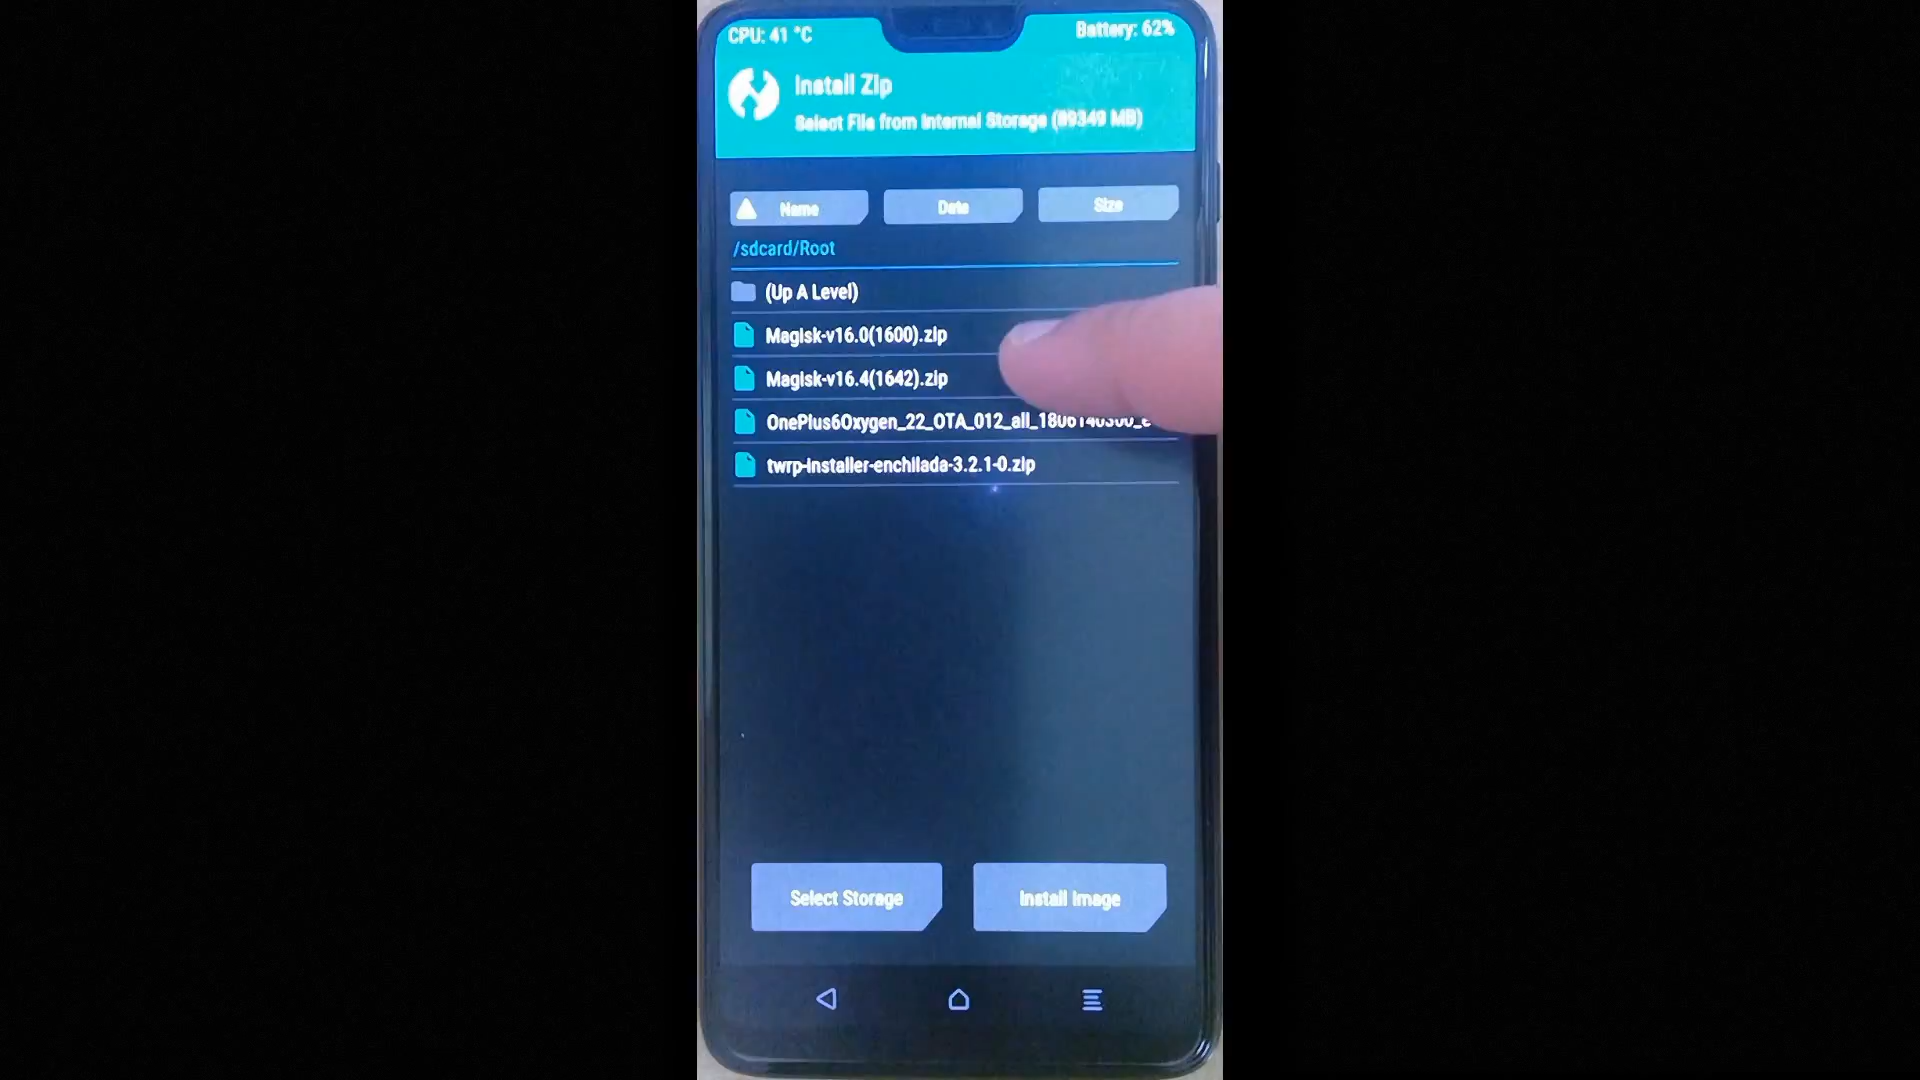 CPU: 41 °C
Battery: 62%
Install Zip
Select File from Internal Storage (89349 MB)
Name
Date
Size
/sdcard/Root
(Up A Level)
Magisk-v16.0(1600).zip
Magisk-v16.4(1642).zip
OnePlus6Oxygen_22_OTA_012_all_1806140300_
twrp-installer-enchilada-3.2.1-0.zip
Select Storage
Install Image